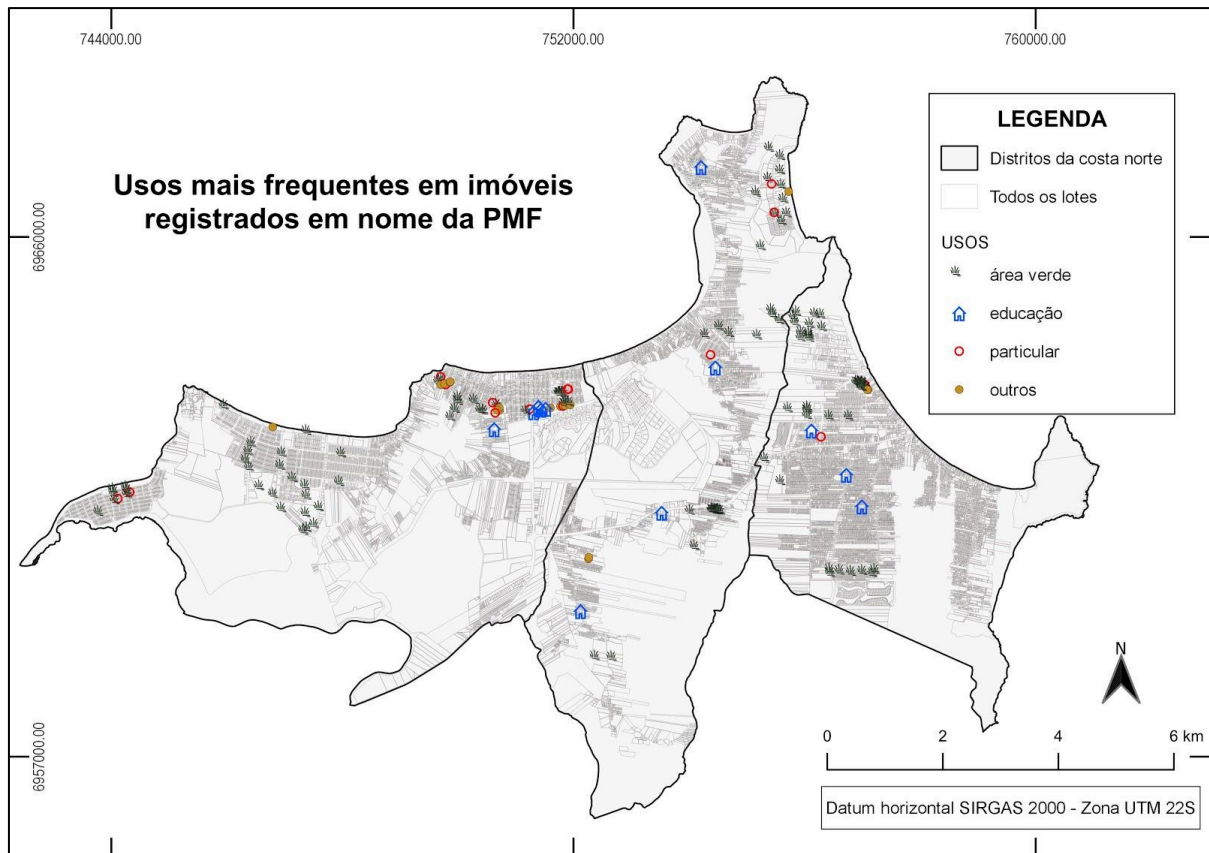 744000.00
752000.00
760000.00
6966000.00
6957000.00
Usos mais frequentes em imóveis
registrados em nome da PMF
LEGENDA
Distritos da costa norte
Todos os lotes
USOS
área verde
educação
particular
outros
N
0 2 4 6 km
Datum horizontal SIRGAS 2000 - Zona UTM 22S